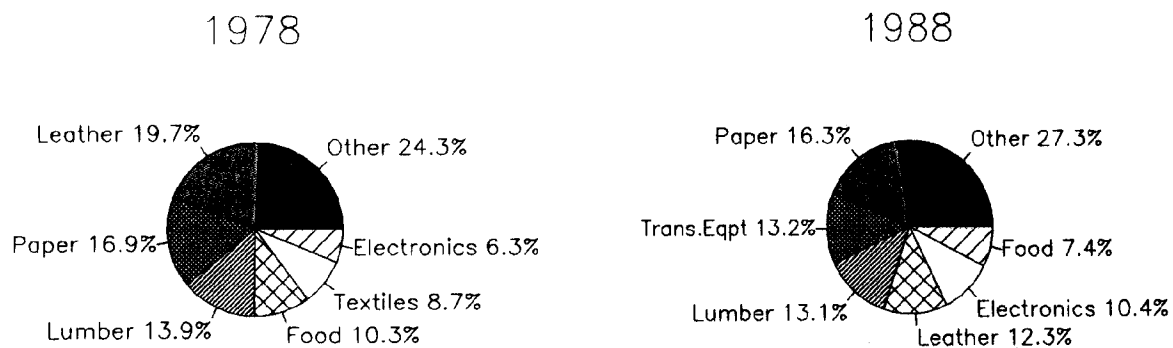 1978
Leather 19.7%
Other 24.3%
Paper 16.9%
Electronics 6.3%
Textiles 8.7%
Lumber 13.9%
Food 10.3%
1988
Paper 16.3%
Other 27.3%
Trans.Eqpt 13.2%
Food 7.4%
Lumber 13.1%
Electronics 10.4%
Leather 12.3%